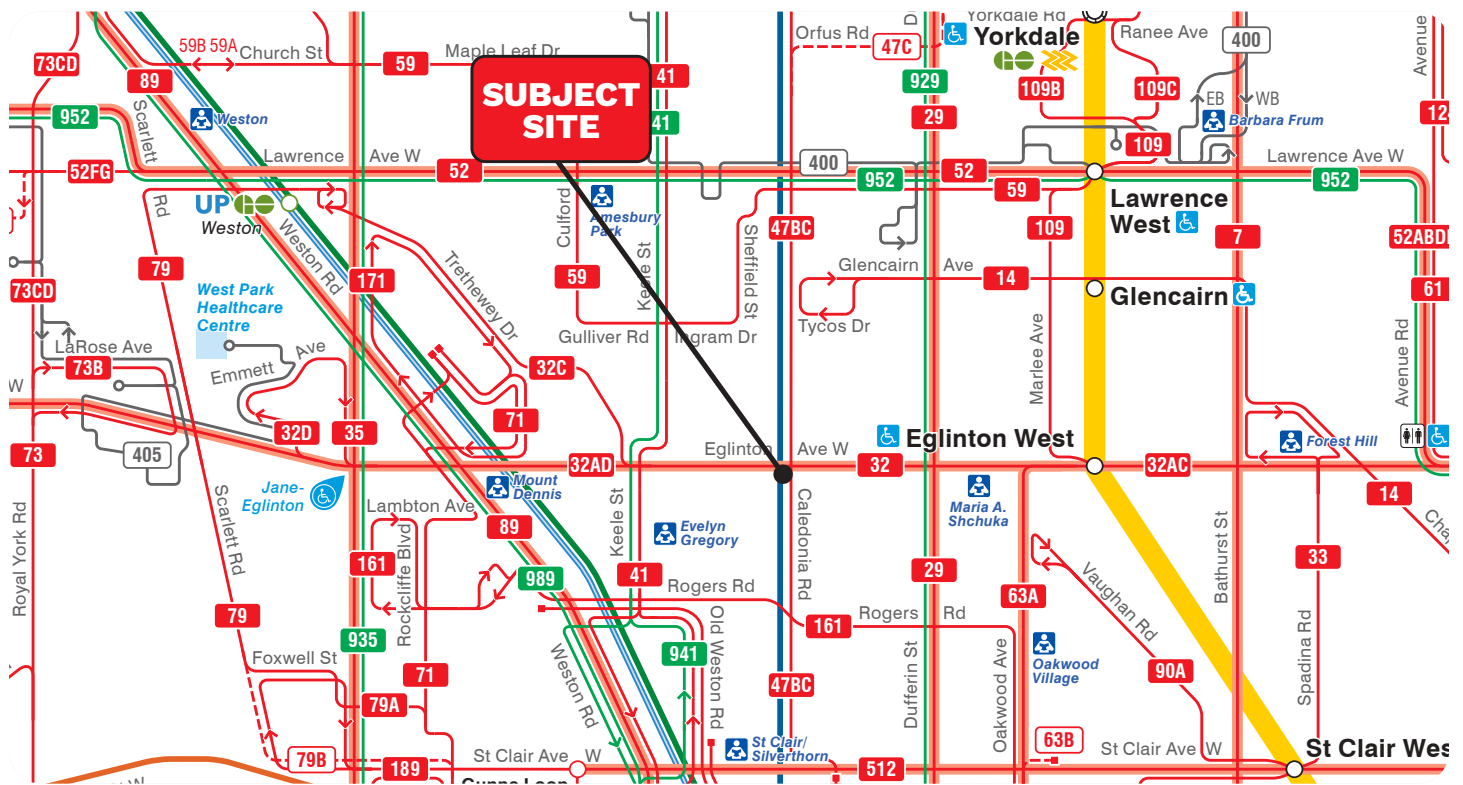 Orfus Rd
47C
Yorkdale Rd
Yorkdale
Ranee Ave
400
Avenue
73CD
59B 59A
Church St
59
Maple Leaf Dr
SUBJECT
SITE
41
41
929
29
109B
109C
EB
WB
Barbara Frum
89
952
Scarlett
Rd
Weston
Lawrence
Ave W
52FG
52
400
952
52
59
109
Lawrence Ave W
952
Lawrence
West
UP
Weston
Weston Rd
Culford
Amesbury
Park
Keele St
47BC
Sheffield St
109
7
79
171
Trethewey Dr
59
Glencairn
Ave
14
Glencairn
61
73CD
West Park
Healthcare
Centre
Tycos Dr
Gulliver Rd
Ingram Dr
LaRose Ave
73B
Emmett
Ave
32C
Marlee Ave
Avenue Rd
W
32D
35
71
Eglinton
Ave W
Eglinton West
Forest Hill
73
405
32AD
32
32AC
Jane-
Eglinton
Mount
Dennis
Maria A.
Shchuka
14
Royal York Rd
Scarlett Rd
Lambton Ave
89
Keele St
Evelyn
Gregory
Caledonia Rd
Bathurst St
161
Rockcliffe Blvd
989
41
Rogers Rd
29
63A
Vaughan Rd
33
79
935
Old Weston Rd
161
Rogers
Rd
Foxwell St
941
Oakwood
Village
71
Weston Rd
47BC
Dufferin St
Oakwood Ave
90A
Spadina Rd
79A
79B
189
St Clair Ave
W
St Clair/
Silverthorn
512
63B
St Clair Ave
W